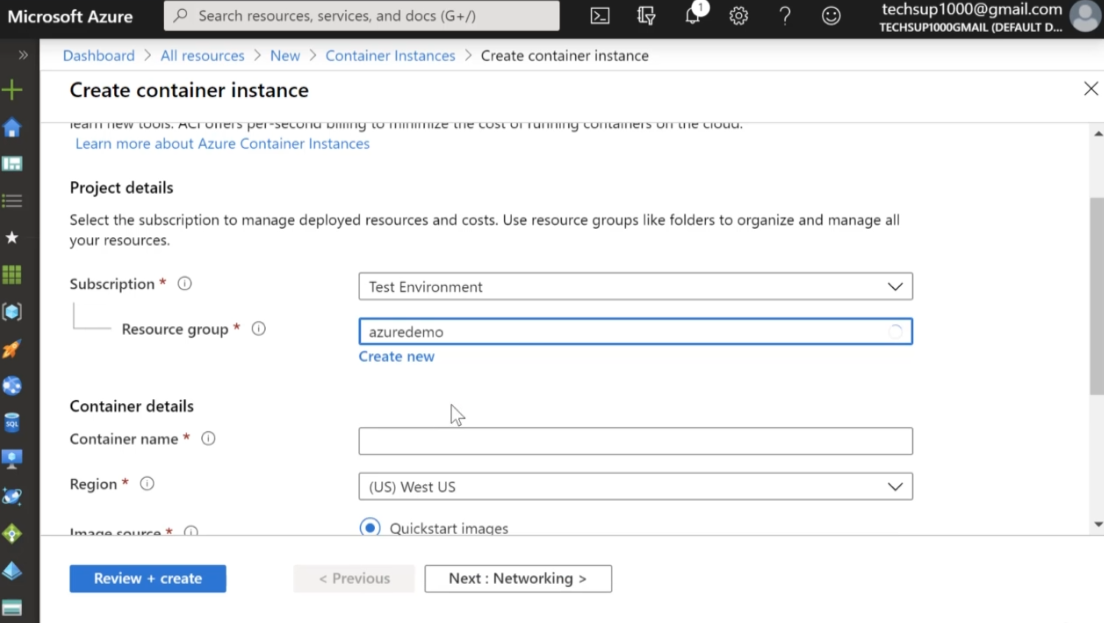 Microsoft Azure
Search resources, services, and docs (G+/)
1
techsup1000@gmail.com
TECHSUP1000GMAIL (DEFAULT D...
Dashboard > All resources > New > Container Instances > Create container instance
Create container instance
learn new tools. ACI offers per-second billing to minimize the cost of running containers on the cloud.
Learn more about Azure Container Instances
Project details
Select the subscription to manage deployed resources and costs. Use resource groups like folders to organize and manage all
your resources.
Subscription *
Test Environment
Resource group *
azuredemo
Create new
Container details
Container name *
Region *
(US) West US
Image source *
Quickstart images
SQL
Review + create
< Previous
Next : Networking >